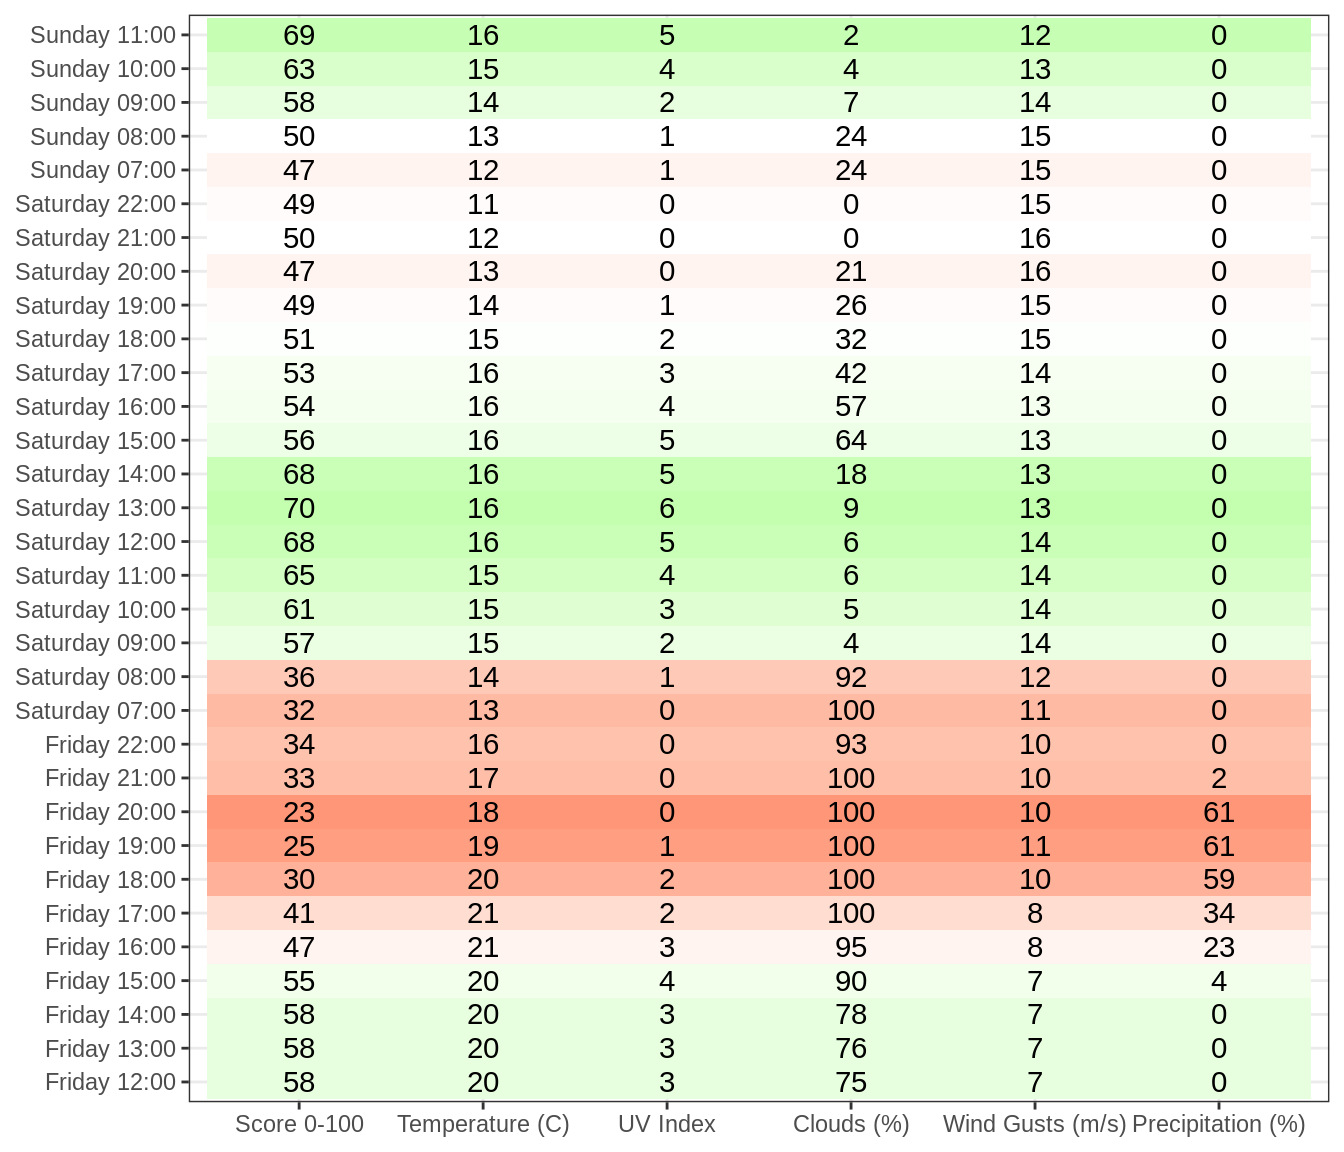 Sunday 11:00 69 16 5 2 12 0
Sunday 10:00 63 15 4 4 13 0
Sunday 09:00 58 14 2 7 14 0
Sunday 08:00 50 13 1 24 15 0
Sunday 07:00 47 12 1 24 15 0
Saturday 22:00 49 11 0 0 15 0
Saturday 21:00 50 12 0 0 16 0
Saturday 20:00 47 13 0 21 16 0
Saturday 19:00 49 14 1 26 15 0
Saturday 18:00 51 15 2 32 15 0
Saturday 17:00 53 16 3 42 14 0
Saturday 16:00 54 16 4 57 13 0
Saturday 15:00 56 16 5 64 13 0
Saturday 14:00 68 16 5 18 13 0
Saturday 13:00 70 16 6 9 13 0
Saturday 12:00 68 16 5 6 14 0
Saturday 11:00 65 15 4 6 14 0
Saturday 10:00 61 15 3 5 14 0
Saturday 09:00 57 15 2 4 14 0
Saturday 08:00 36 14 1 92 12 0
Saturday 07:00 32 13 0 100 11 0
Friday 22:00 34 16 0 93 10 0
Friday 21:00 33 17 0 100 10 2
Friday 20:00 23 18 0 100 10 61
Friday 19:00 25 19 1 100 11 61
Friday 18:00 30 20 2 100 10 59
Friday 17:00 41 21 2 100 8 34
Friday 16:00 47 21 3 95 8 23
Friday 15:00 55 20 4 90 7 4
Friday 14:00 58 20 3 78 7 0
Friday 13:00 58 20 3 76 7 0
Friday 12:00 58 20 3 75 7 0
Score 0-100 Temperature (C) UV Index Clouds (%) Wind Gusts (m/s) Precipitation (%)